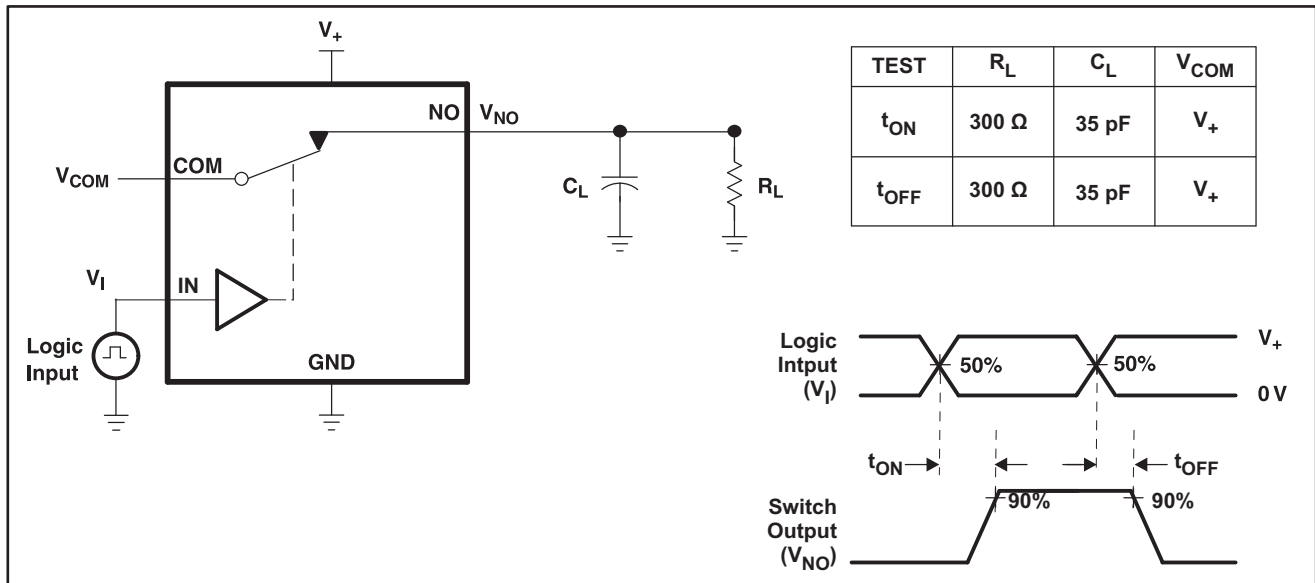 V+
NO
VNO
COM
VCOM
CL
RL
VI
IN
Logic
Input
GND
TEST RL CL VCOM
tON 300 Ω 35 pF V+
tOFF 300 Ω 35 pF V+
Logic
Intput
(VI)
50%
50%
V+
0 V
tON
tOFF
Switch
Output
(VNO)
90%
90%